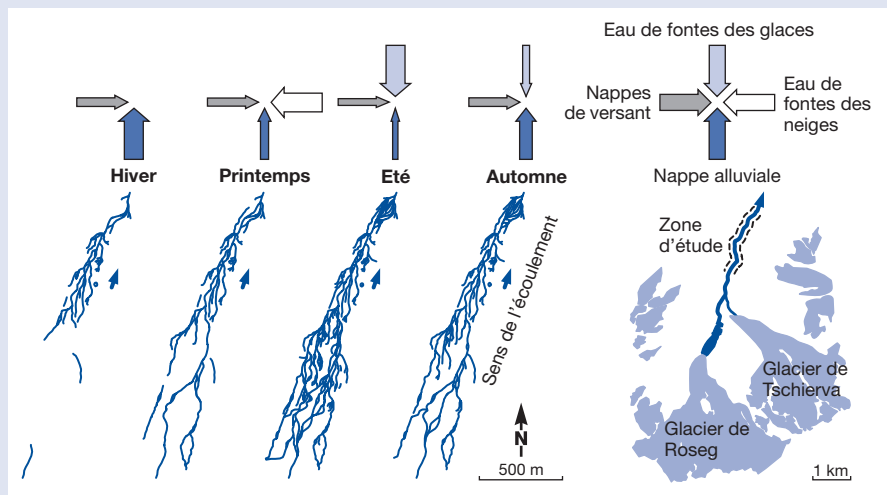 Eau de fontes des glaces
Nappes
de versant
Eau de
fontes des
neiges
Hiver
Printemps
Eté
Automne
Nappe alluviale
Zone
d'étude
Sens de l'écoulement
Glacier de
Tschierva
Glacier de
Roseg
N
500 m
1 km